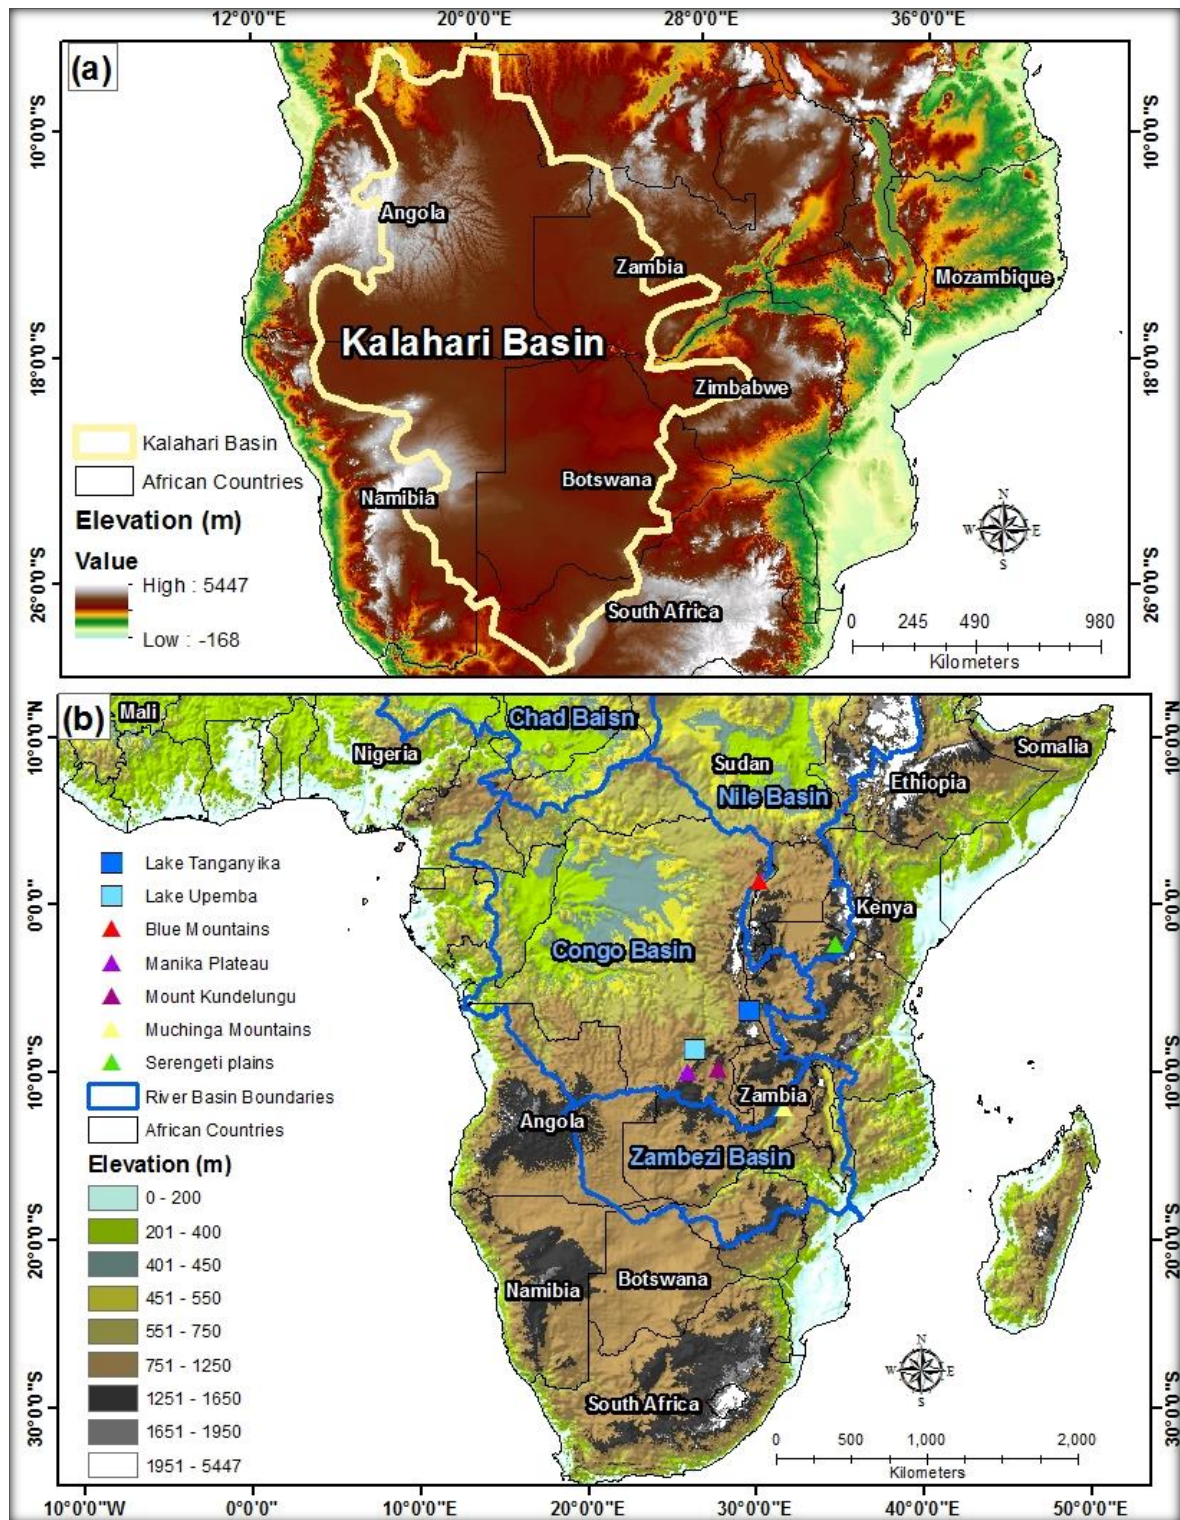 12°0'0"E 20°0'0"E 28°0'0"E 36°0'0"E
(a)
10°0'0"S
10°0'0"S
Angola
Zambia
Mozambique
Kalahari Basin
18°0'0"S
18°0'0"S
Zimbabwe
Kalahari Basin
African Countries
Botswana
Namibia
Elevation (m)
Value
High : 5447
Low : -168
N
W E
S
26°0'0"S
26°0'0"S
South Africa
0 245 490 980
Kilometers
(b)
Mali
Chad Baisn
Nigeria
10°0'0"N
10°0'0"N
Sudan
Somalia
Ethiopia
Nile Basin
Lake Tanganyika
Lake Upemba
Blue Mountains
Manika Plateau
Mount Kundelungu
Muchinga Mountains
Serengeti plains
River Basin Boundaries
African Countries
0°0'0"
0°0'0"
Kenya
Congo Basin
10°0'0"S
10°0'0"S
Zambia
Angola
Zambezi Basin
Elevation (m)
0 - 200
201 - 400
401 - 450
451 - 550
551 - 750
751 - 1250
1251 - 1650
1651 - 1950
1951 - 5447
20°0'0"S
20°0'0"S
Namibia
Botswana
South Africa
N
W E
S
30°0'0"S
30°0'0"S
0 500 1,000 2,000
Kilometers
10°0'0"W 0°0'0" 10°0'0"E 20°0'0"E 30°0'0"E 40°0'0"E 50°0'0"E